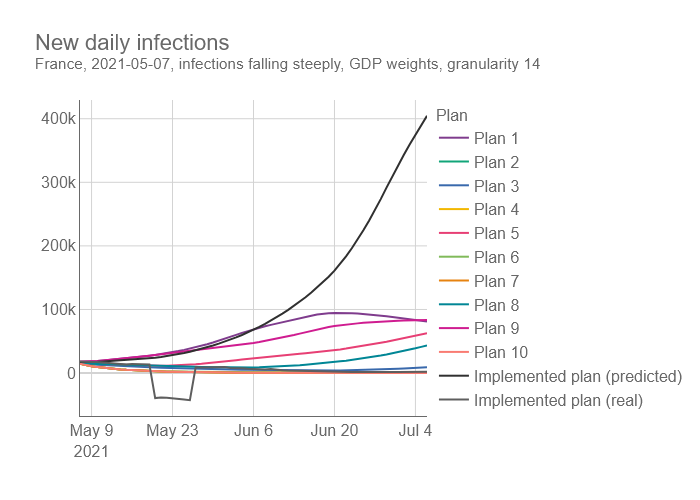 New daily infections
France, 2021-05-07, infections falling steeply, GDP weights, granularity 14
400k
300k
200k
100k
0
May 9
2021
May 23
Jun 6
Jun 20
Jul 4
Plan
Plan 1
Plan 2
Plan 3
Plan 4
Plan 5
Plan 6
Plan 7
Plan 8
Plan 9
Plan 10
Implemented plan (predicted)
Implemented plan (real)